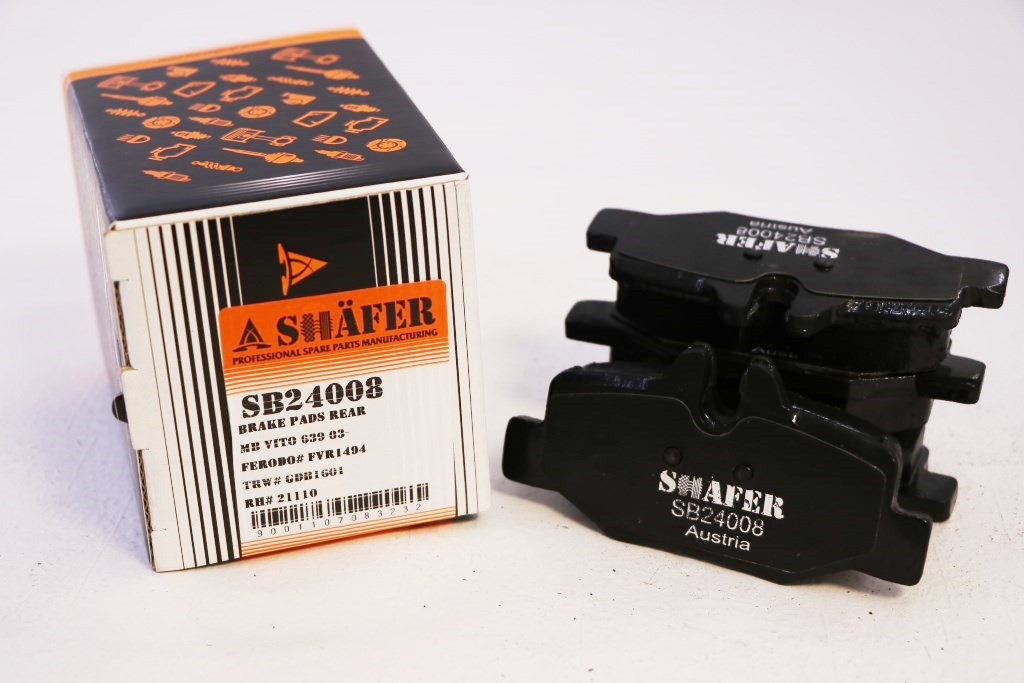 SHÄFER
PROFESSIONAL SPARE PARTS MANUFACTURING
SB24008
BRAKE PADS REAR
MB VITO 639 03-
FERODO# FVR1494
TRW# GDB1601
RH# 21110
9001107083232
SHAFER
SB24008
Austria
SHAFER
SB24008
Austria